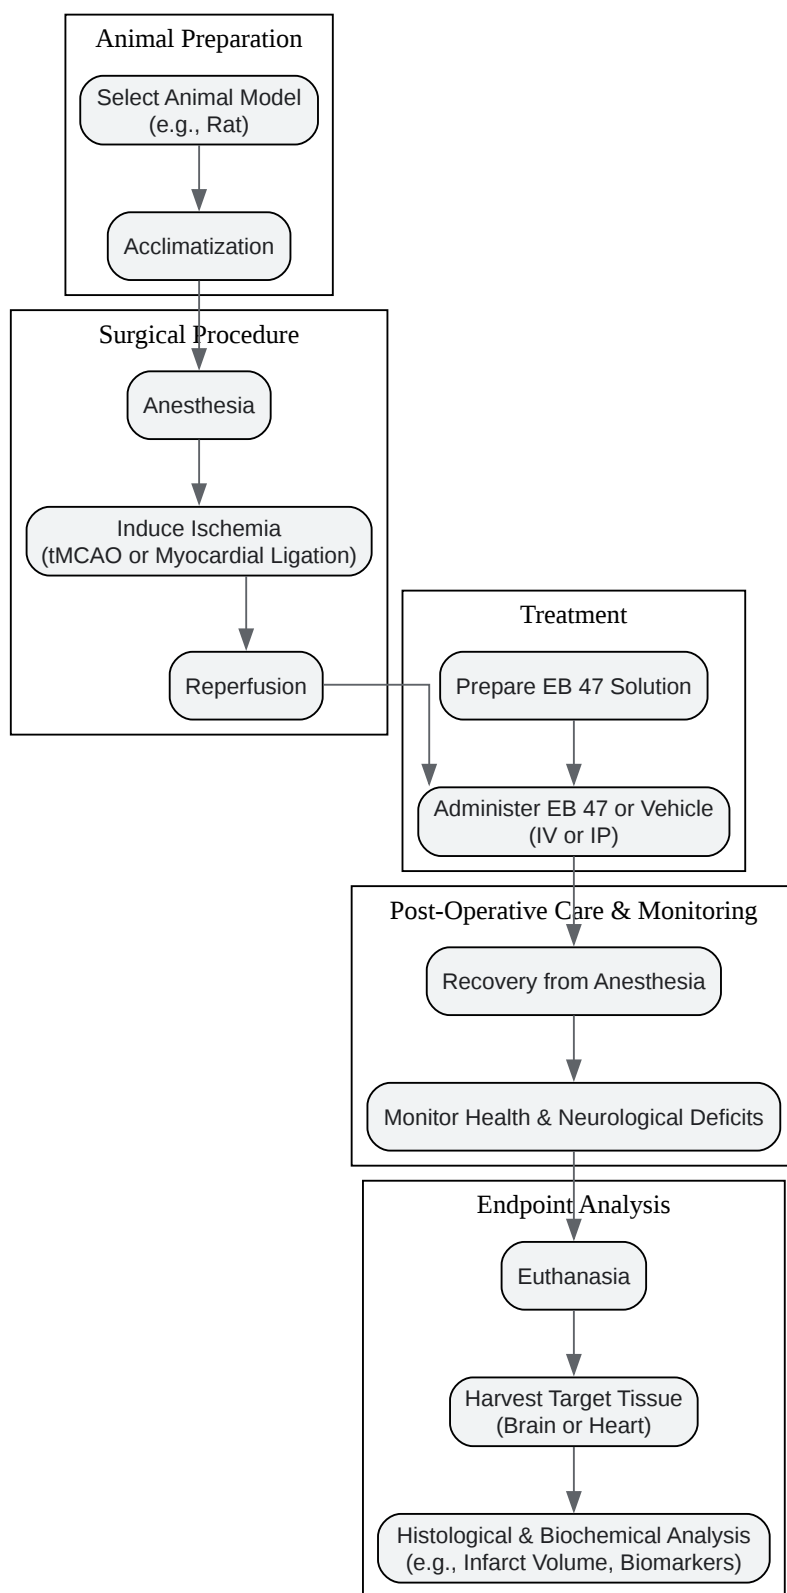 Animal Preparation
Select Animal Model
(e.g., Rat)
Acclimatization
Surgical Procedure
Anesthesia
Induce Ischemia
(tMCAO or Myocardial Ligation)
Reperfusion
Treatment
Prepare EB 47 Solution
Administer EB 47 or Vehicle
(IV or IP)
Post-Operative Care & Monitoring
Recovery from Anesthesia
Monitor Health & Neurological Deficits
Endpoint Analysis
Euthanasia
Harvest Target Tissue
(Brain or Heart)
Histological & Biochemical Analysis
(e.g., Infarct Volume, Biomarkers)